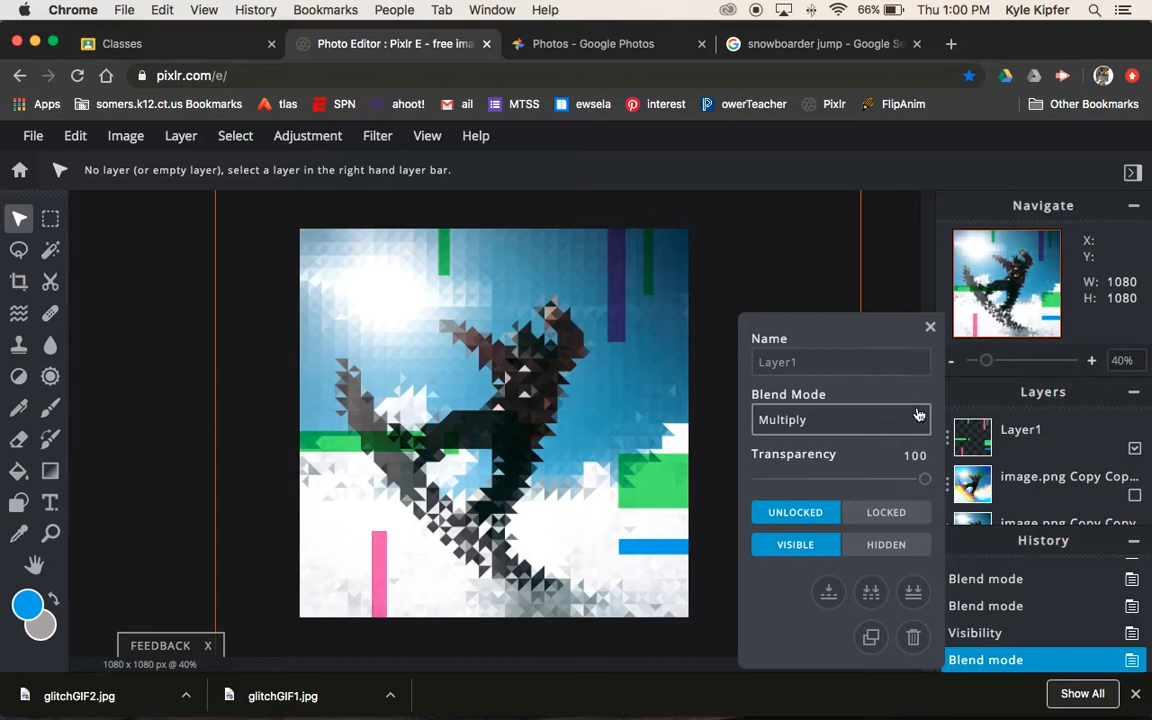 Chrome File Edit View History Bookmarks People Tab Window Help 66% Thu 1:00 PM Kyle Kipfer
Classes × Photo Editor : Pixlr E - free ima × Photos - Google Photos × snowboarder jump - Google Se ×
pixlr.com/e/
Apps somers.k12.ct.us Bookmarks tlas SPN ahoot! ail MTSS ewsela interest owerTeacher Pixlr FlipAnim Other Bookmarks
File Edit Image Layer Select Adjustment Filter View Help
No layer (or empty layer), select a layer in the right hand layer bar.
Navigate
X:
Y:
W: 1080
H: 1080
40%
Name
Layer1
Blend Mode
Multiply
Transparency 100
UNLOCKED LOCKED
VISIBLE HIDDEN
Layers
Layer1
image.png Copy Cop...
image.png Copy Copy
History
Blend mode
Blend mode
Visibility
Blend mode
FEEDBACK X
1080 x 1080 px @ 40%
glitchGIF2.jpg
glitchGIF1.jpg
Show All